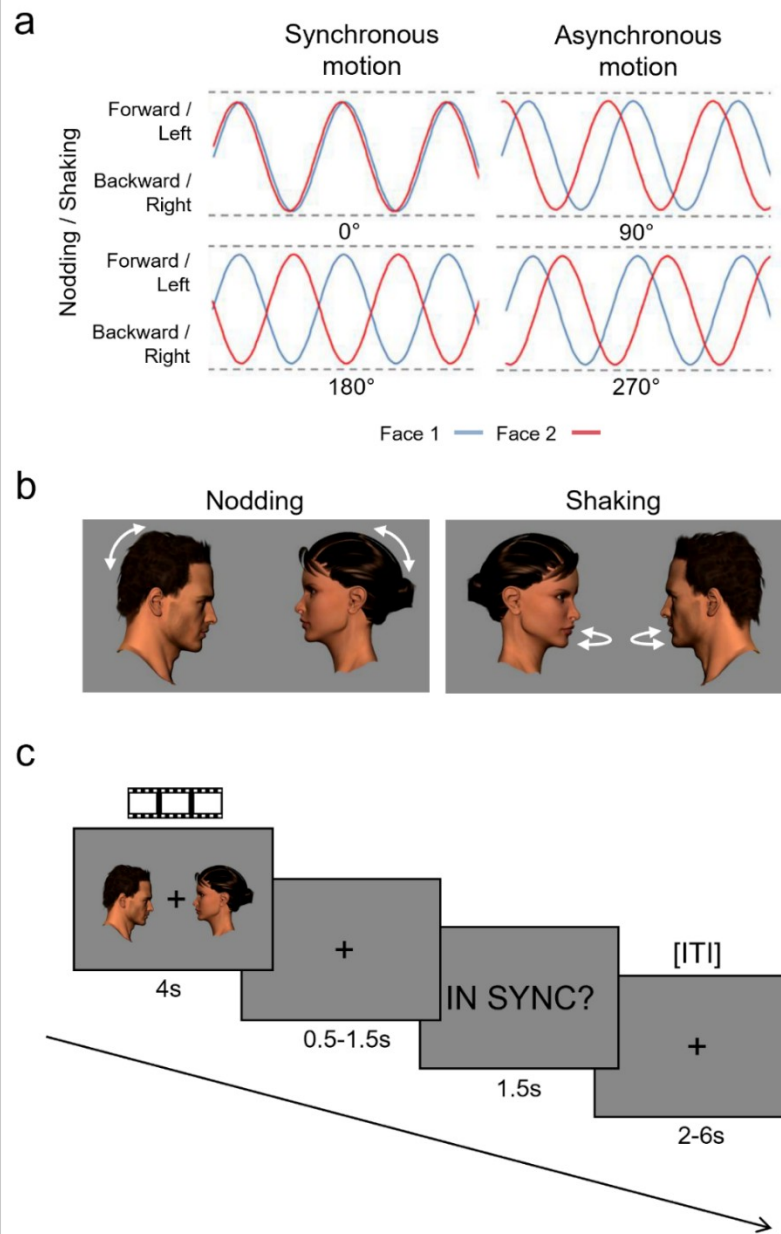 a
Synchronous
motion
Asynchronous
motion
Nodding / Shaking
Forward /
Left
Backward /
Right
0°
90°
Forward /
Left
Backward /
Right
180°
270°
Face 1
Face 2
b
Nodding
Shaking
c
4s
+
0.5-1.5s
IN SYNC?
1.5s
[ITI]
+
2-6s